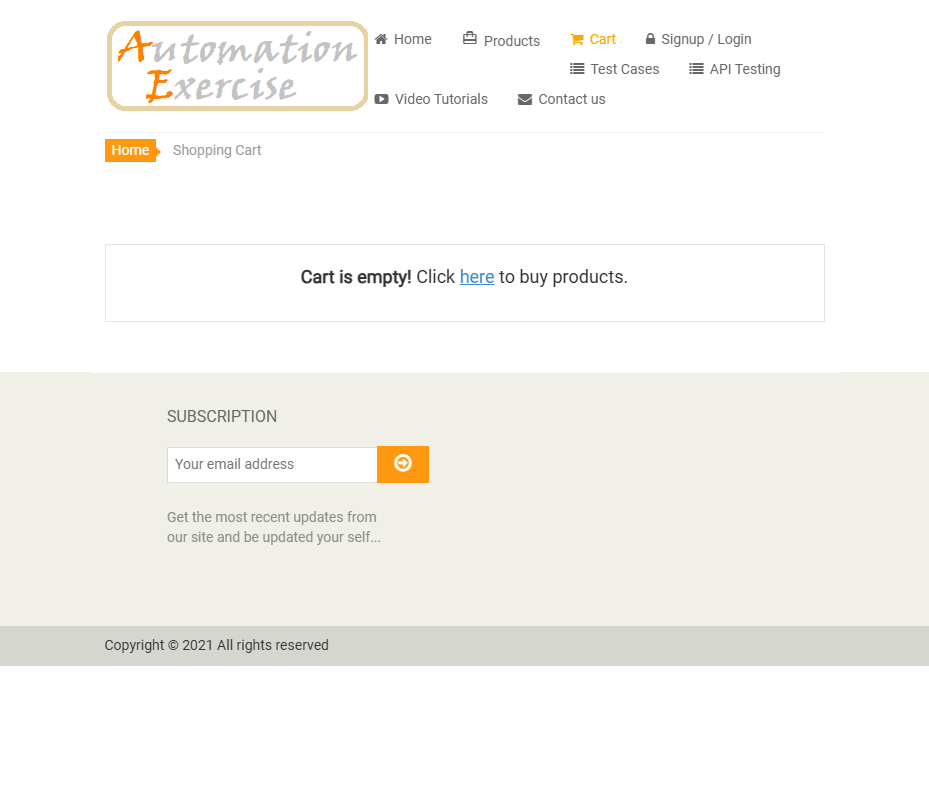 Automation
Exercise
Home Products Cart Signup / Login
Test Cases API Testing
Video Tutorials Contact us
Home Shopping Cart
Cart is empty! Click here to buy products.
SUBSCRIPTION
Your email address
Get the most recent updates from
our site and be updated your self...
Copyright © 2021 All rights reserved